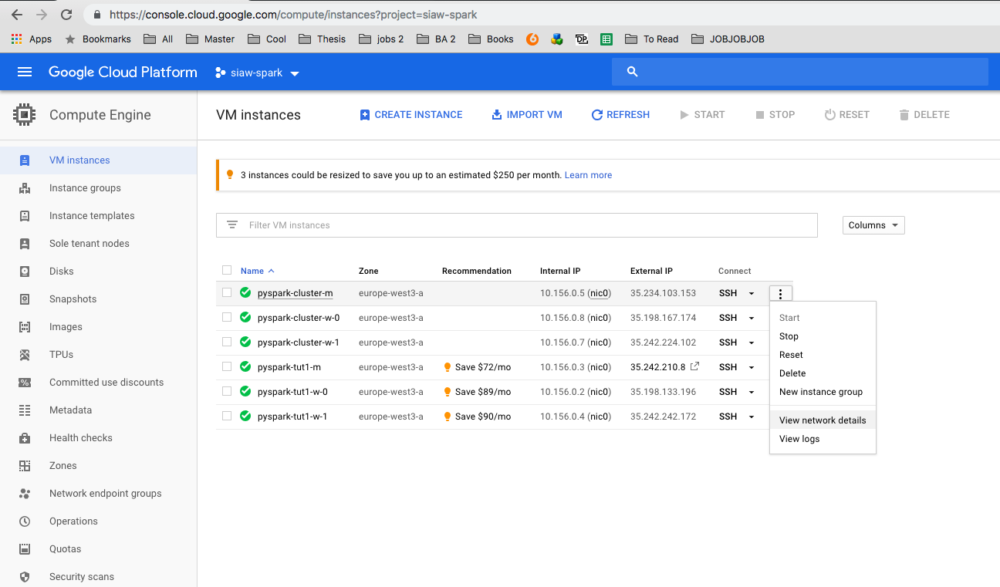 https://console.cloud.google.com/compute/instances?project=siaw-spark
Apps Bookmarks All Master Cool Thesis jobs 2 BA 2 Books To Read JOBJOBJOB
Google Cloud Platform siaw-spark
Compute Engine
VM instances CREATE INSTANCE IMPORT VM REFRESH START STOP RESET DELETE
VM instances
Instance groups
Instance templates
Sole tenant nodes
Disks
Snapshots
Images
TPUs
Committed use discounts
Metadata
Health checks
Zones
Network endpoint groups
Operations
Quotas
Security scans
3 instances could be resized to save you up to an estimated $250 per month. Learn more
Filter VM instances
Columns
Name Zone Recommendation Internal IP External IP Connect
pyspark-cluster-m europe-west3-a 10.156.0.5 (nic0) 35.234.103.153 SSH
pyspark-cluster-w-0 europe-west3-a 10.156.0.8 (nic0) 35.198.167.174 SSH
pyspark-cluster-w-1 europe-west3-a 10.156.0.7 (nic0) 35.242.224.102 SSH
pyspark-tut1-m europe-west3-a Save $72/mo 10.156.0.3 (nic0) 35.242.210.8 SSH
pyspark-tut1-w-0 europe-west3-a Save $89/mo 10.156.0.2 (nic0) 35.198.133.196 SSH
pyspark-tut1-w-1 europe-west3-a Save $90/mo 10.156.0.4 (nic0) 35.242.242.172 SSH
Start
Stop
Reset
Delete
New instance group
View network details
View logs